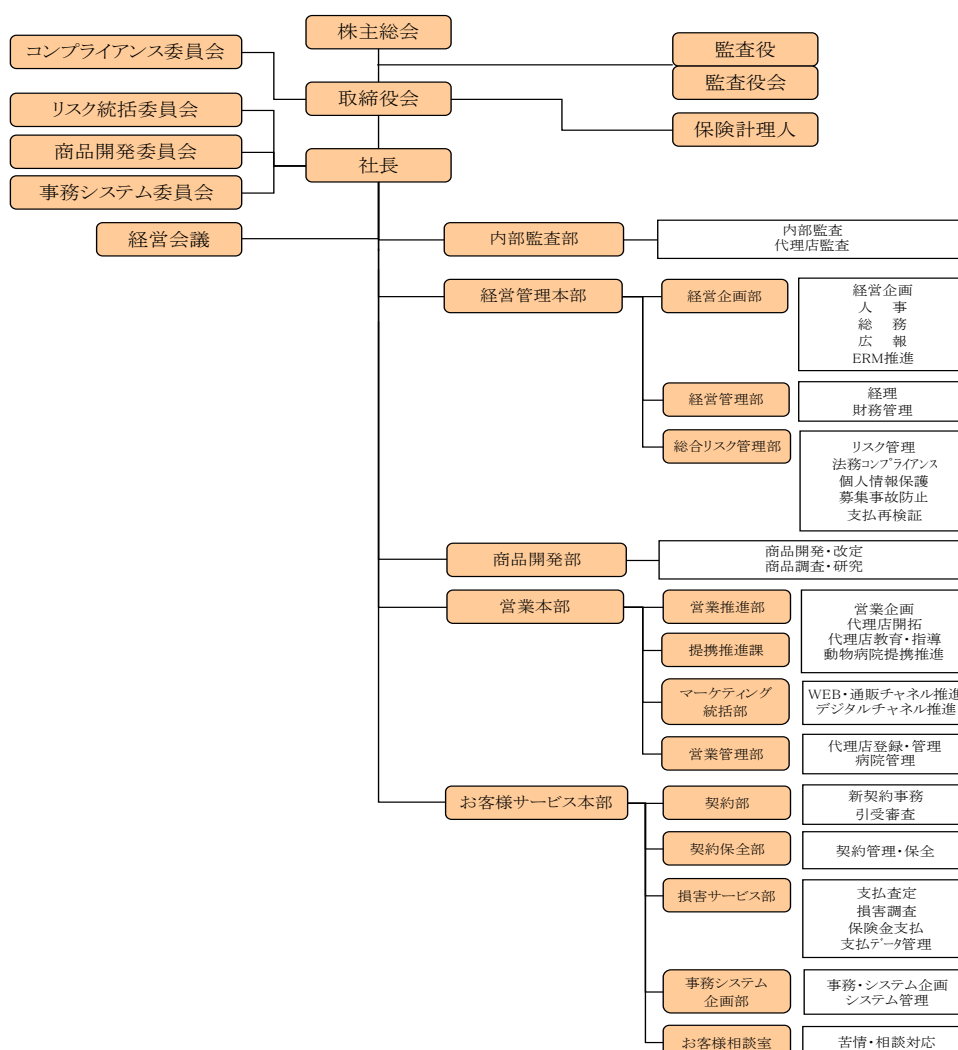 株主総会
コンプライアンス委員会
監査役
監査役会
リスク統括委員会
取締役会
保険計理人
商品開発委員会
社長
事務システム委員会
経営会議
内部監査部
内部監査
代理店監査
経営管理本部
経営企画部
経営企画
人　事
総　務
広　報
ERM推進
経営管理部
経理
財務管理
総合リスク管理部
リスク管理
法務コンプライアンス
個人情報保護
募集事故防止
支払再検証
商品開発部
商品開発・改定
商品調査・研究
営業本部
営業推進部
提携推進課
営業企画
代理店開拓
代理店教育・指導
動物病院提携推進
マーケティング
統括部
WEB・通販チャネル推進
デジタルチャネル推進
営業管理部
代理店登録・管理
病院管理
お客様サービス本部
契約部
新契約事務
引受審査
契約保全部
契約管理・保全
損害サービス部
支払査定
損害調査
保険金支払
支払データ管理
事務システム
企画部
事務・システム企画
システム管理
お客様相談室
苦情・相談対応